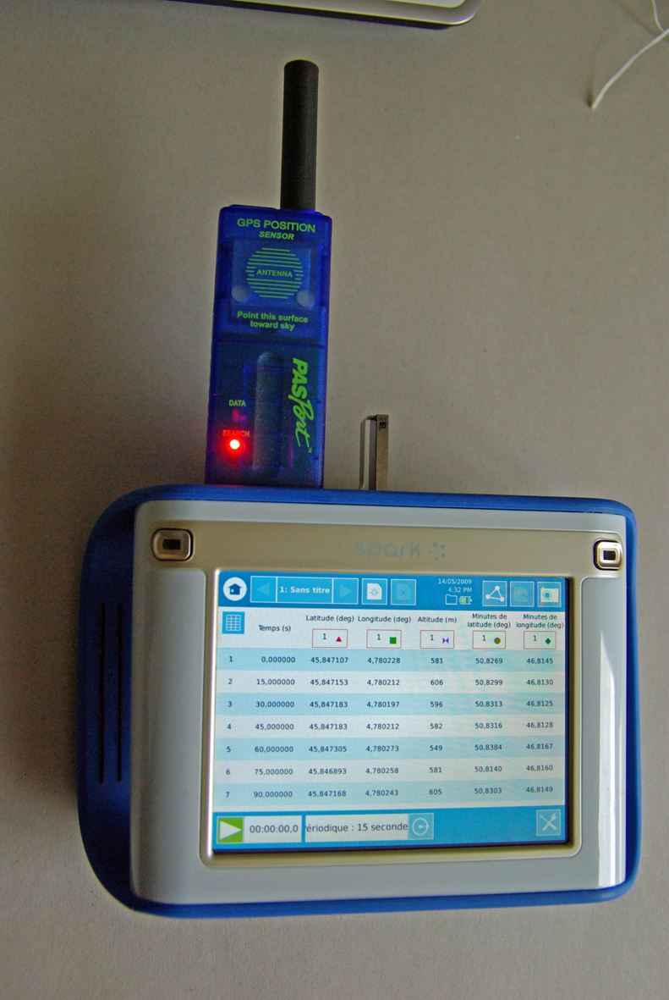 GPS POSITION
SENSOR
ANTENNA
Point this surface
toward sky
PASPort
DATA
SEARCH
spark
1: Sans titre
14/05/2009
4:32 PM
Temps (s)
Latitude (deg)
Longitude (deg)
Altitude (m)
Minutes de
latitude (deg)
Minutes de
longitude (deg)
1 1 1 1 1
1 0,000000 45,847107 4,780228 581 50,8269 46,8145
2 15,000000 45,847153 4,780212 606 50,8299 46,8130
3 30,000000 45,847183 4,780197 596 50,8313 46,8125
4 45,000000 45,847183 4,780212 582 50,8316 46,8128
5 60,000000 45,847305 4,780273 549 50,8384 46,8167
6 75,000000 45,846893 4,780258 581 50,8140 46,8160
7 90,000000 45,847168 4,780243 605 50,8303 46,8149
00:00:00,0
ériodique : 15 seconde